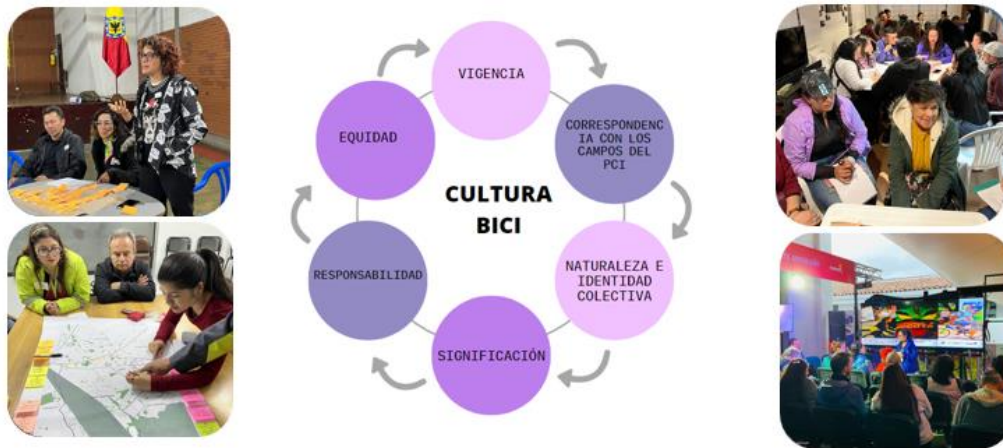 VIGENCIA
CORRESPONDENC
IA CON LOS
CAMPOS DEL
PCI
NATURALEZA E
IDENTIDAD
COLECTIVA
SIGNIFICACIÓN
RESPONSABILIDAD
EQUIDAD
CULTURA
BICI